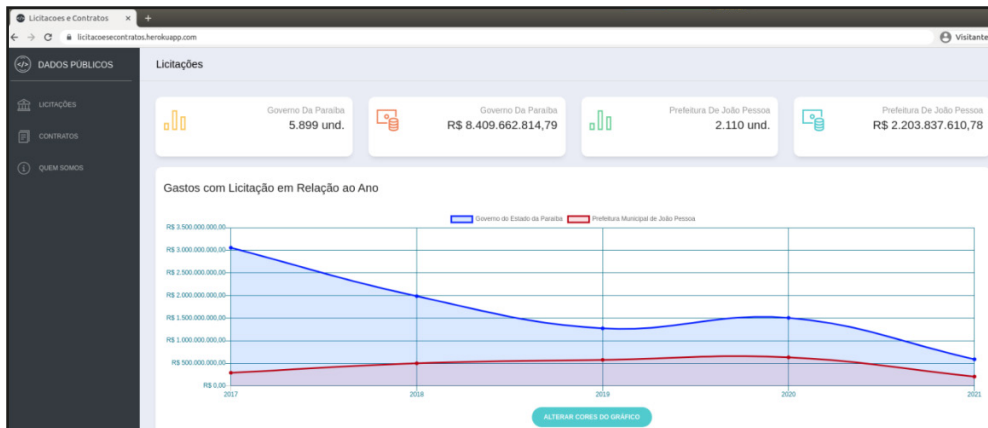 Licitacoes e Contratos
licitacoesecontratos.herokuapp.com
Visitante
DADOS PÚBLICOS
LICITAÇÕES
CONTRATOS
QUEM SOMOS
Licitações
Governo Da Paraíba
5.899 und.
Governo Da Paraíba
R$ 8.409.662.814,79
Prefeitura De João Pessoa
2.110 und.
Prefeitura De João Pessoa
R$ 2.203.837.610,78
Gastos com Licitação em Relação ao Ano
Governo do Estado da Paraíba
Prefeitura Municipal de João Pessoa
R$ 3.500.000.000,00
R$ 3.000.000.000,00
R$ 2.500.000.000,00
R$ 2.000.000.000,00
R$ 1.500.000.000,00
R$ 1.000.000.000,00
R$ 500.000.000,00
R$ 0,00
2017 2018 2019 2020 2021
ALTERAR CORES DO GRÁFICO